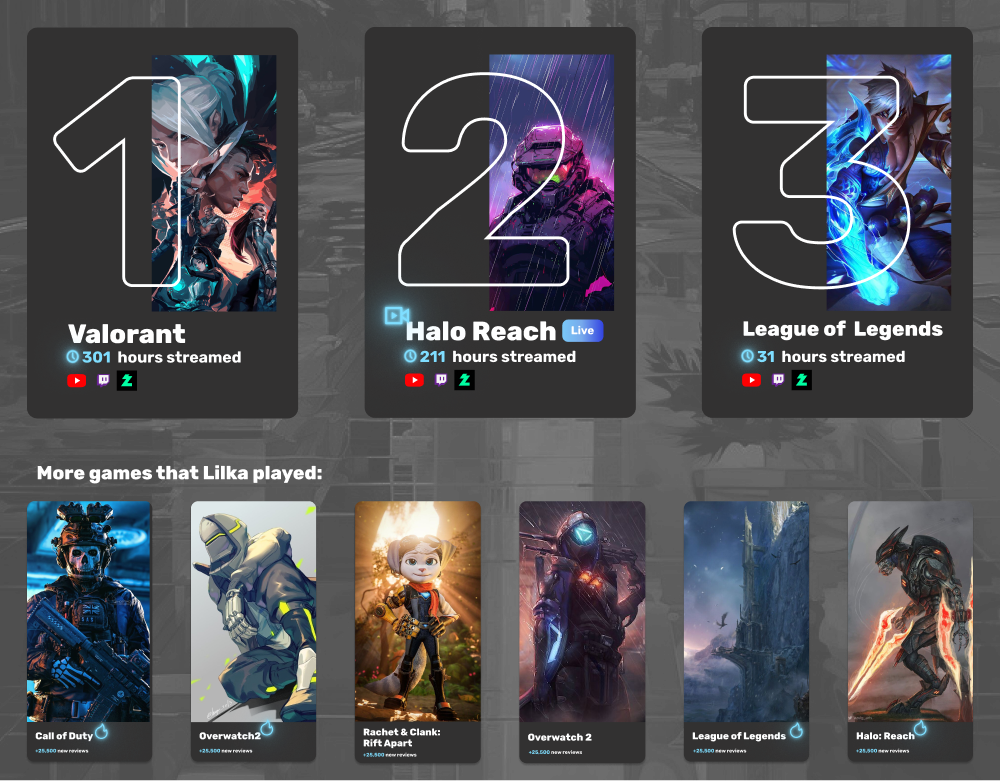 1
2
3
Valorant
301 hours streamed
Halo Reach Live
211 hours streamed
League of Legends
31 hours streamed
More games that Lilka played:
Call of Duty
+25,500 new reviews
Overwatch2
+25,500 new reviews
Rachet & Clank:
Rift Apart
+25,500 new reviews
Overwatch 2
+25,500 new reviews
League of Legends
+25,500 new reviews
Halo: Reach
+25,500 new reviews